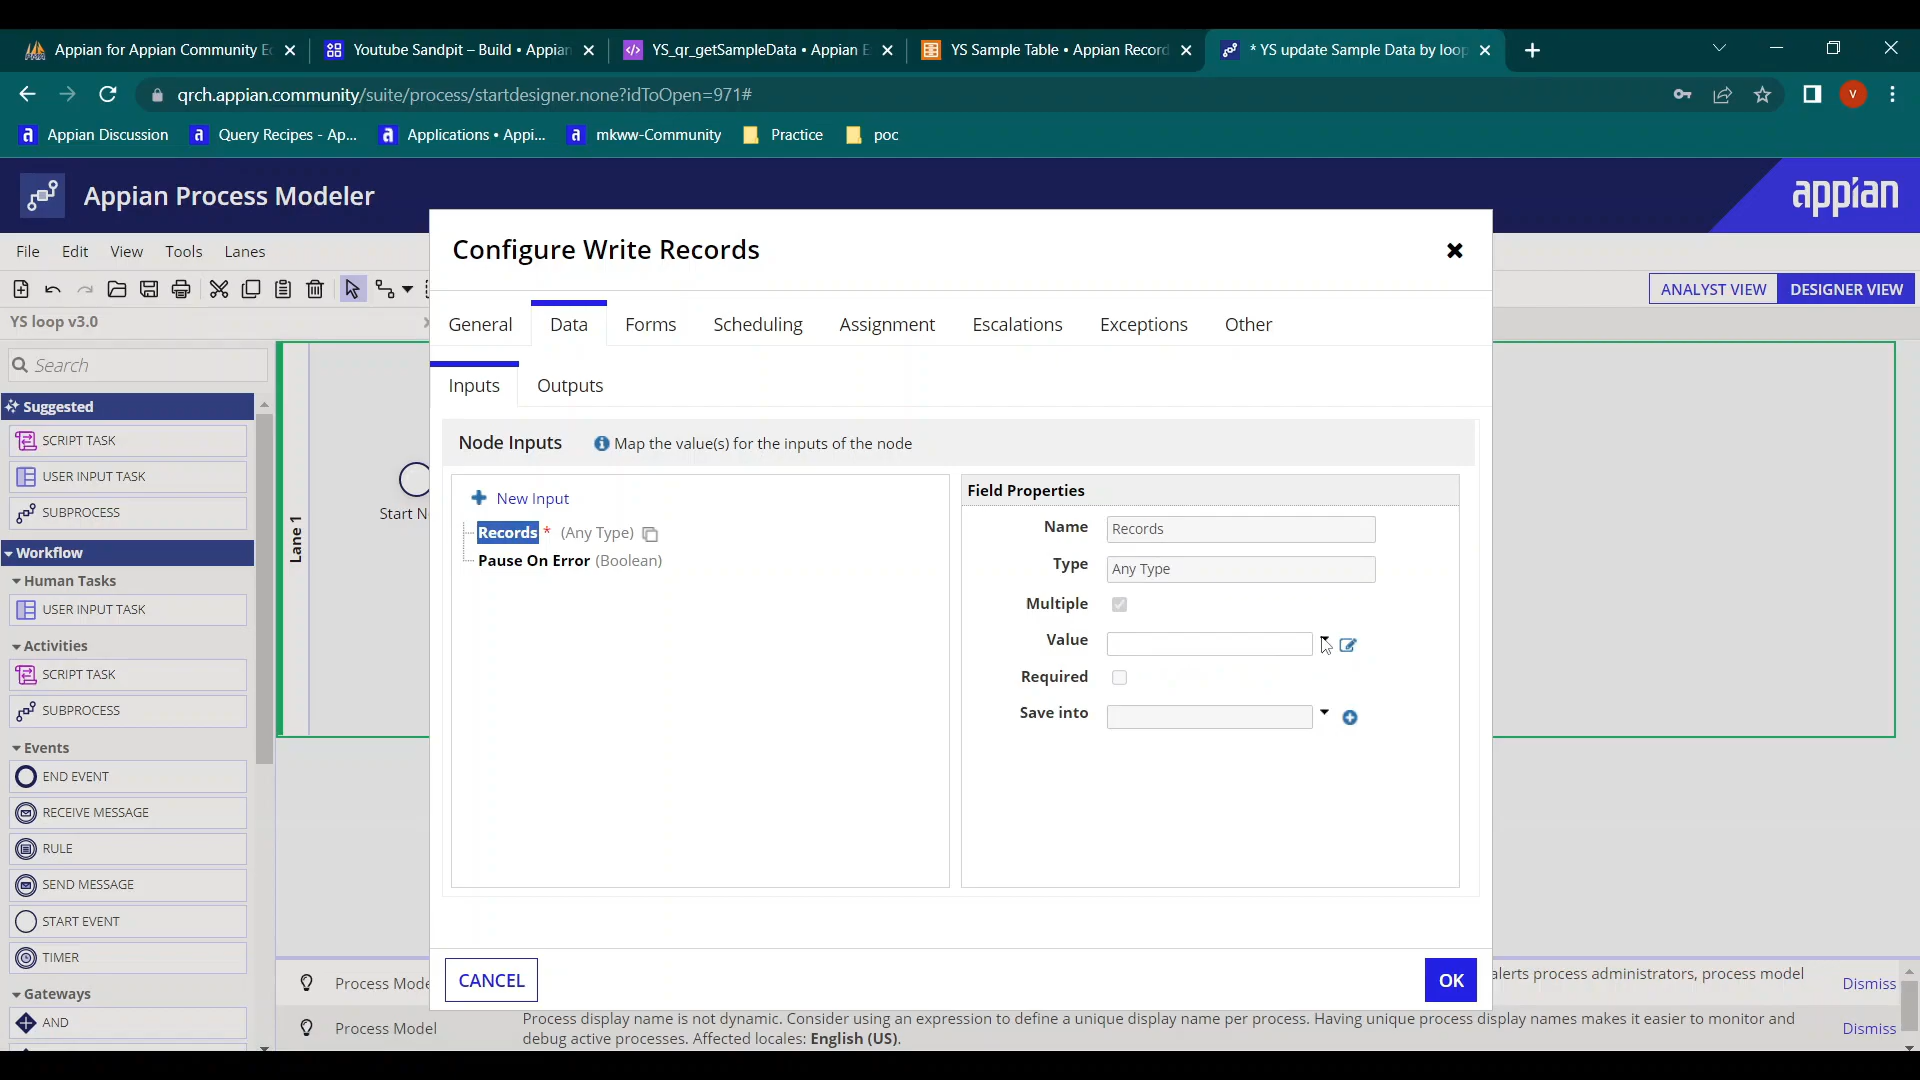 Appian for Appian Community E
Youtube Sandpit – Build • Appian
YS_qr_getSampleData • Appian E
YS Sample Table • Appian Record
* YS update Sample Data by loop
qrch.appian.community/suite/process/startdesigner.none?idToOpen=971#
V
Appian Discussion
Query Recipes - Ap...
Applications • Appi...
mkww-Community
Practice
poc
Appian Process Modeler
appian
File Edit View Tools Lanes
Configure Write Records
ANALYST VIEW
DESIGNER VIEW
YS loop v3.0
General Data Forms Scheduling Assignment Escalations Exceptions Other
Search
Inputs Outputs
Suggested
SCRIPT TASK
USER INPUT TASK
SUBPROCESS
Workflow
Human Tasks
USER INPUT TASK
Activities
SCRIPT TASK
SUBPROCESS
Events
END EVENT
RECEIVE MESSAGE
RULE
SEND MESSAGE
START EVENT
TIMER
Gateways
AND
Lane 1
Start N
Node Inputs
Map the value(s) for the inputs of the node
New Input
Records * (Any Type)
Pause On Error (Boolean)
Field Properties
Name Records
Type Any Type
Multiple
Value
Required
Save into
CANCEL
OK
Process Mode
alerts process administrators, process model
Dismiss
Process Model
Process display name is not dynamic. Consider using an expression to define a unique display name per process. Having unique process display names makes it easier to monitor and
debug active processes. Affected locales: English (US).
Dismiss